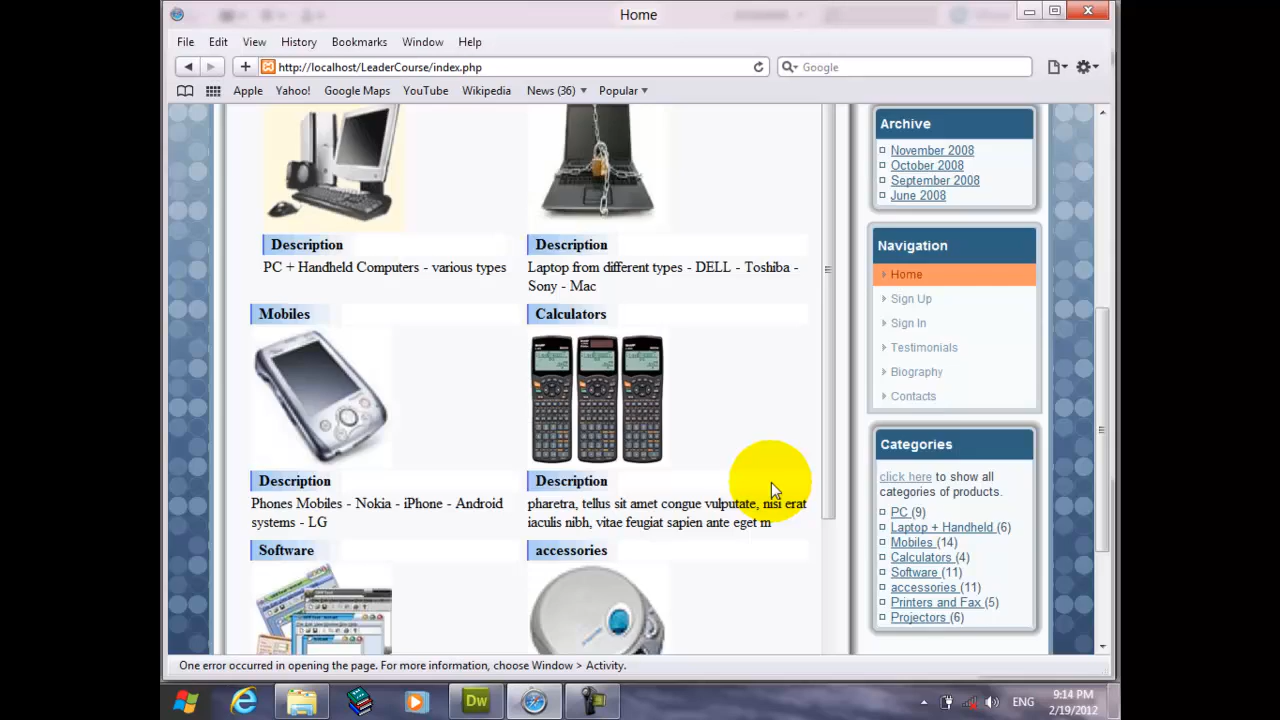 Home
File Edit View History Bookmarks Window Help
http://localhost/LeaderCourse/index.php
Google
Apple Yahoo! Google Maps YouTube Wikipedia News (36) Popular
Description
PC + Handheld Computers - various types
Description
Laptop from different types - DELL - Toshiba -
Sony - Mac
Mobiles
Calculators
Description
Phones Mobiles - Nokia - iPhone - Android
systems - LG
Description
pharetra, tellus sit amet congue vulputate, nisi erat
iaculis nibh, vitae feugiat sapien ante eget m
Software
accessories
Archive
November 2008
October 2008
September 2008
June 2008
Navigation
Home
Sign Up
Sign In
Testimonials
Biography
Contacts
Categories
click here to show all
categories of products.
PC (9)
Laptop + Handheld (6)
Mobiles (14)
Calculators (4)
Software (11)
accessories (11)
Printers and Fax (5)
Projectors (6)
One error occurred in opening the page. For more information, choose Window > Activity.
Dw
ENG
9:14 PM
2/19/2012